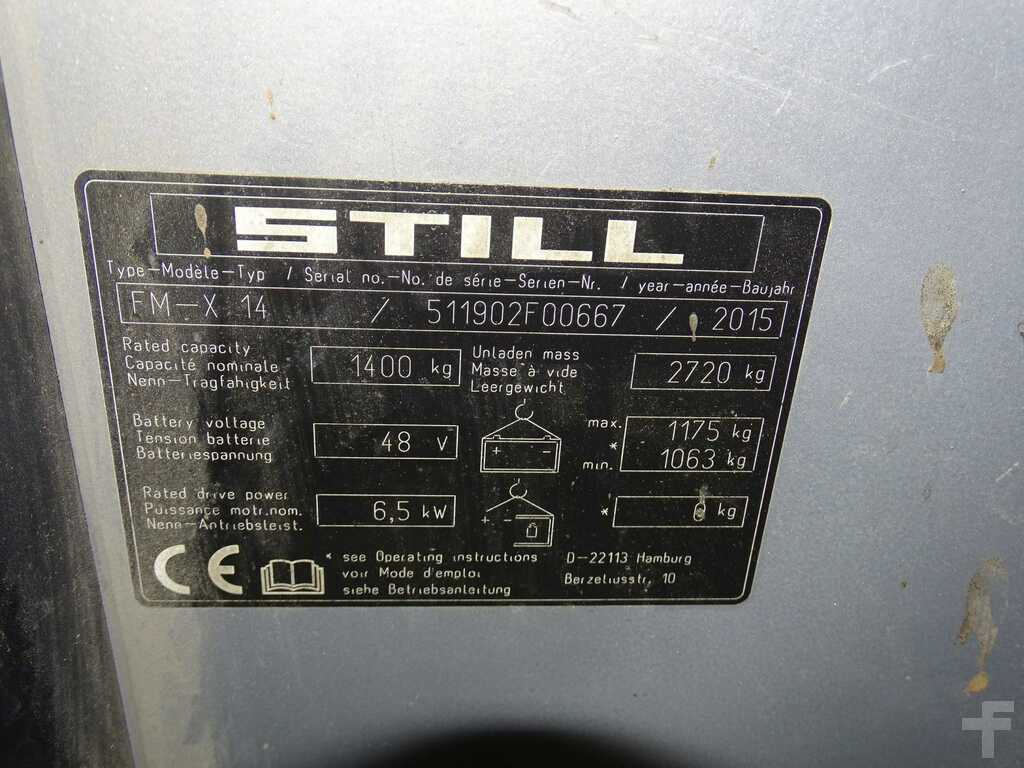 STILL
Type-Modèle-Typ / Serial no.-No. de série-Serien-Nr. / year-année-Baujahr
FM-X 14 / 511902F00667 / 2015
Rated capacity
Capacité nominale
Nenn-Tragfähigkeit
1400 kg
Unladen mass
Masse à vide
Leergewicht
2720 kg
Battery voltage
Tension batterie
Batteriespannung
48 V
+ -
max. 1175 kg
*
min. 1063 kg
Rated drive power
Puissance motr.nom.
Nenn-Antriebsleist.
6,5 kW
+ -
* kg
CE
* see Operating instructions
voir Mode d'emploi
siehe Betriebsanleitung
D-22113 Hamburg
Berzeliusstr. 10